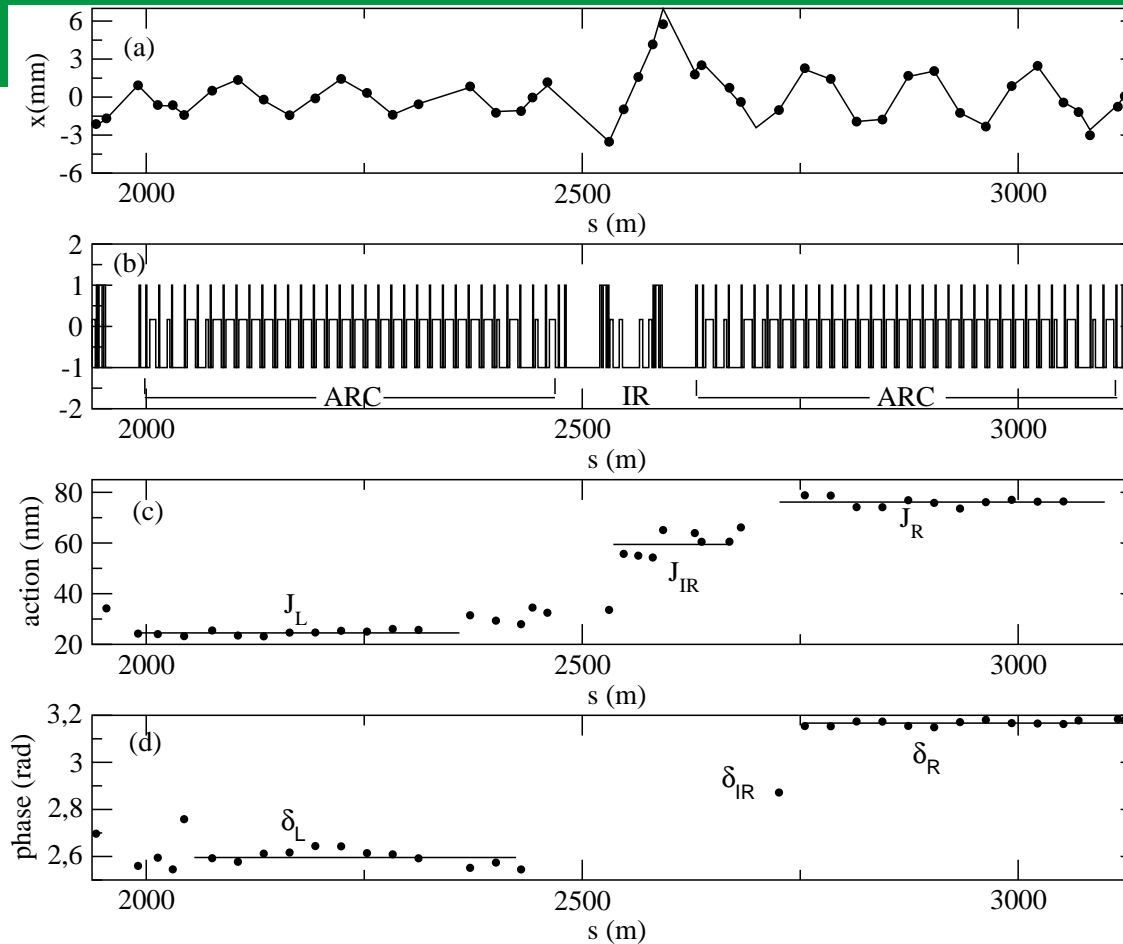 6
3
0
-3
-6
x(mm)
(a)
2000
2500
3000
s (m)
2
1
0
-1
-2
(b)
ARC
IR
ARC
2000
2500
3000
s (m)
80
60
40
20
action (nm)
(c)
J_L
J_IR
J_R
2000
2500
3000
s (m)
3,2
3
2,8
2,6
phase (rad)
(d)
δ_L
δ_IR
δ_R
2000
2500
3000
s (m)